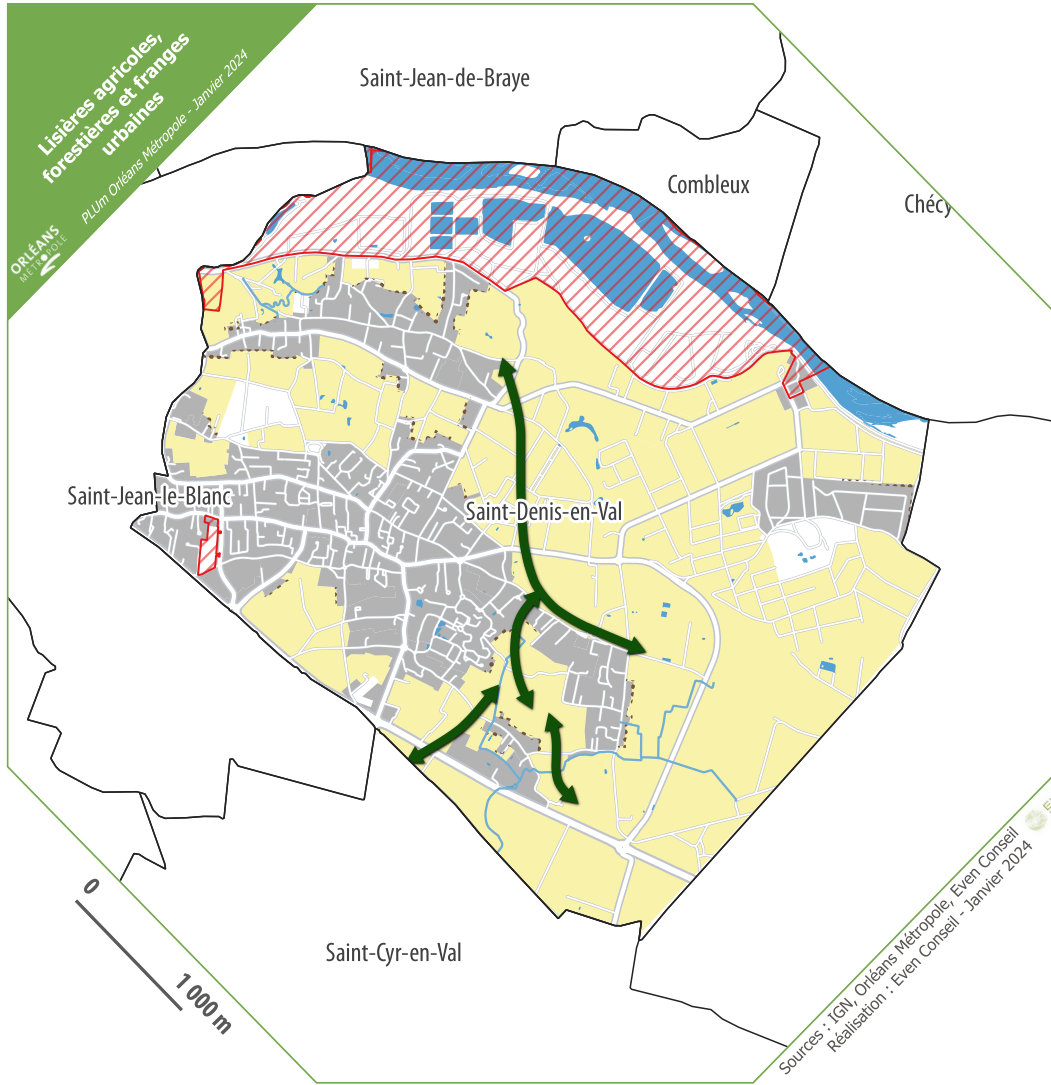 Lisières agricoles,
forestières et franges
urbaines
PLUm Orléans Métropole - Janvier 2024
ORLÉANS
MÉTROPOLE
Saint-Jean-de-Braye
Combleux
Chécy
Saint-Jean-le-Blanc
Saint-Denis-en-Val
Saint-Cyr-en-Val
0
1 000 m
Sources : IGN, Orléans Métropole, Even Conseil
Réalisation : Even Conseil - Janvier 2024